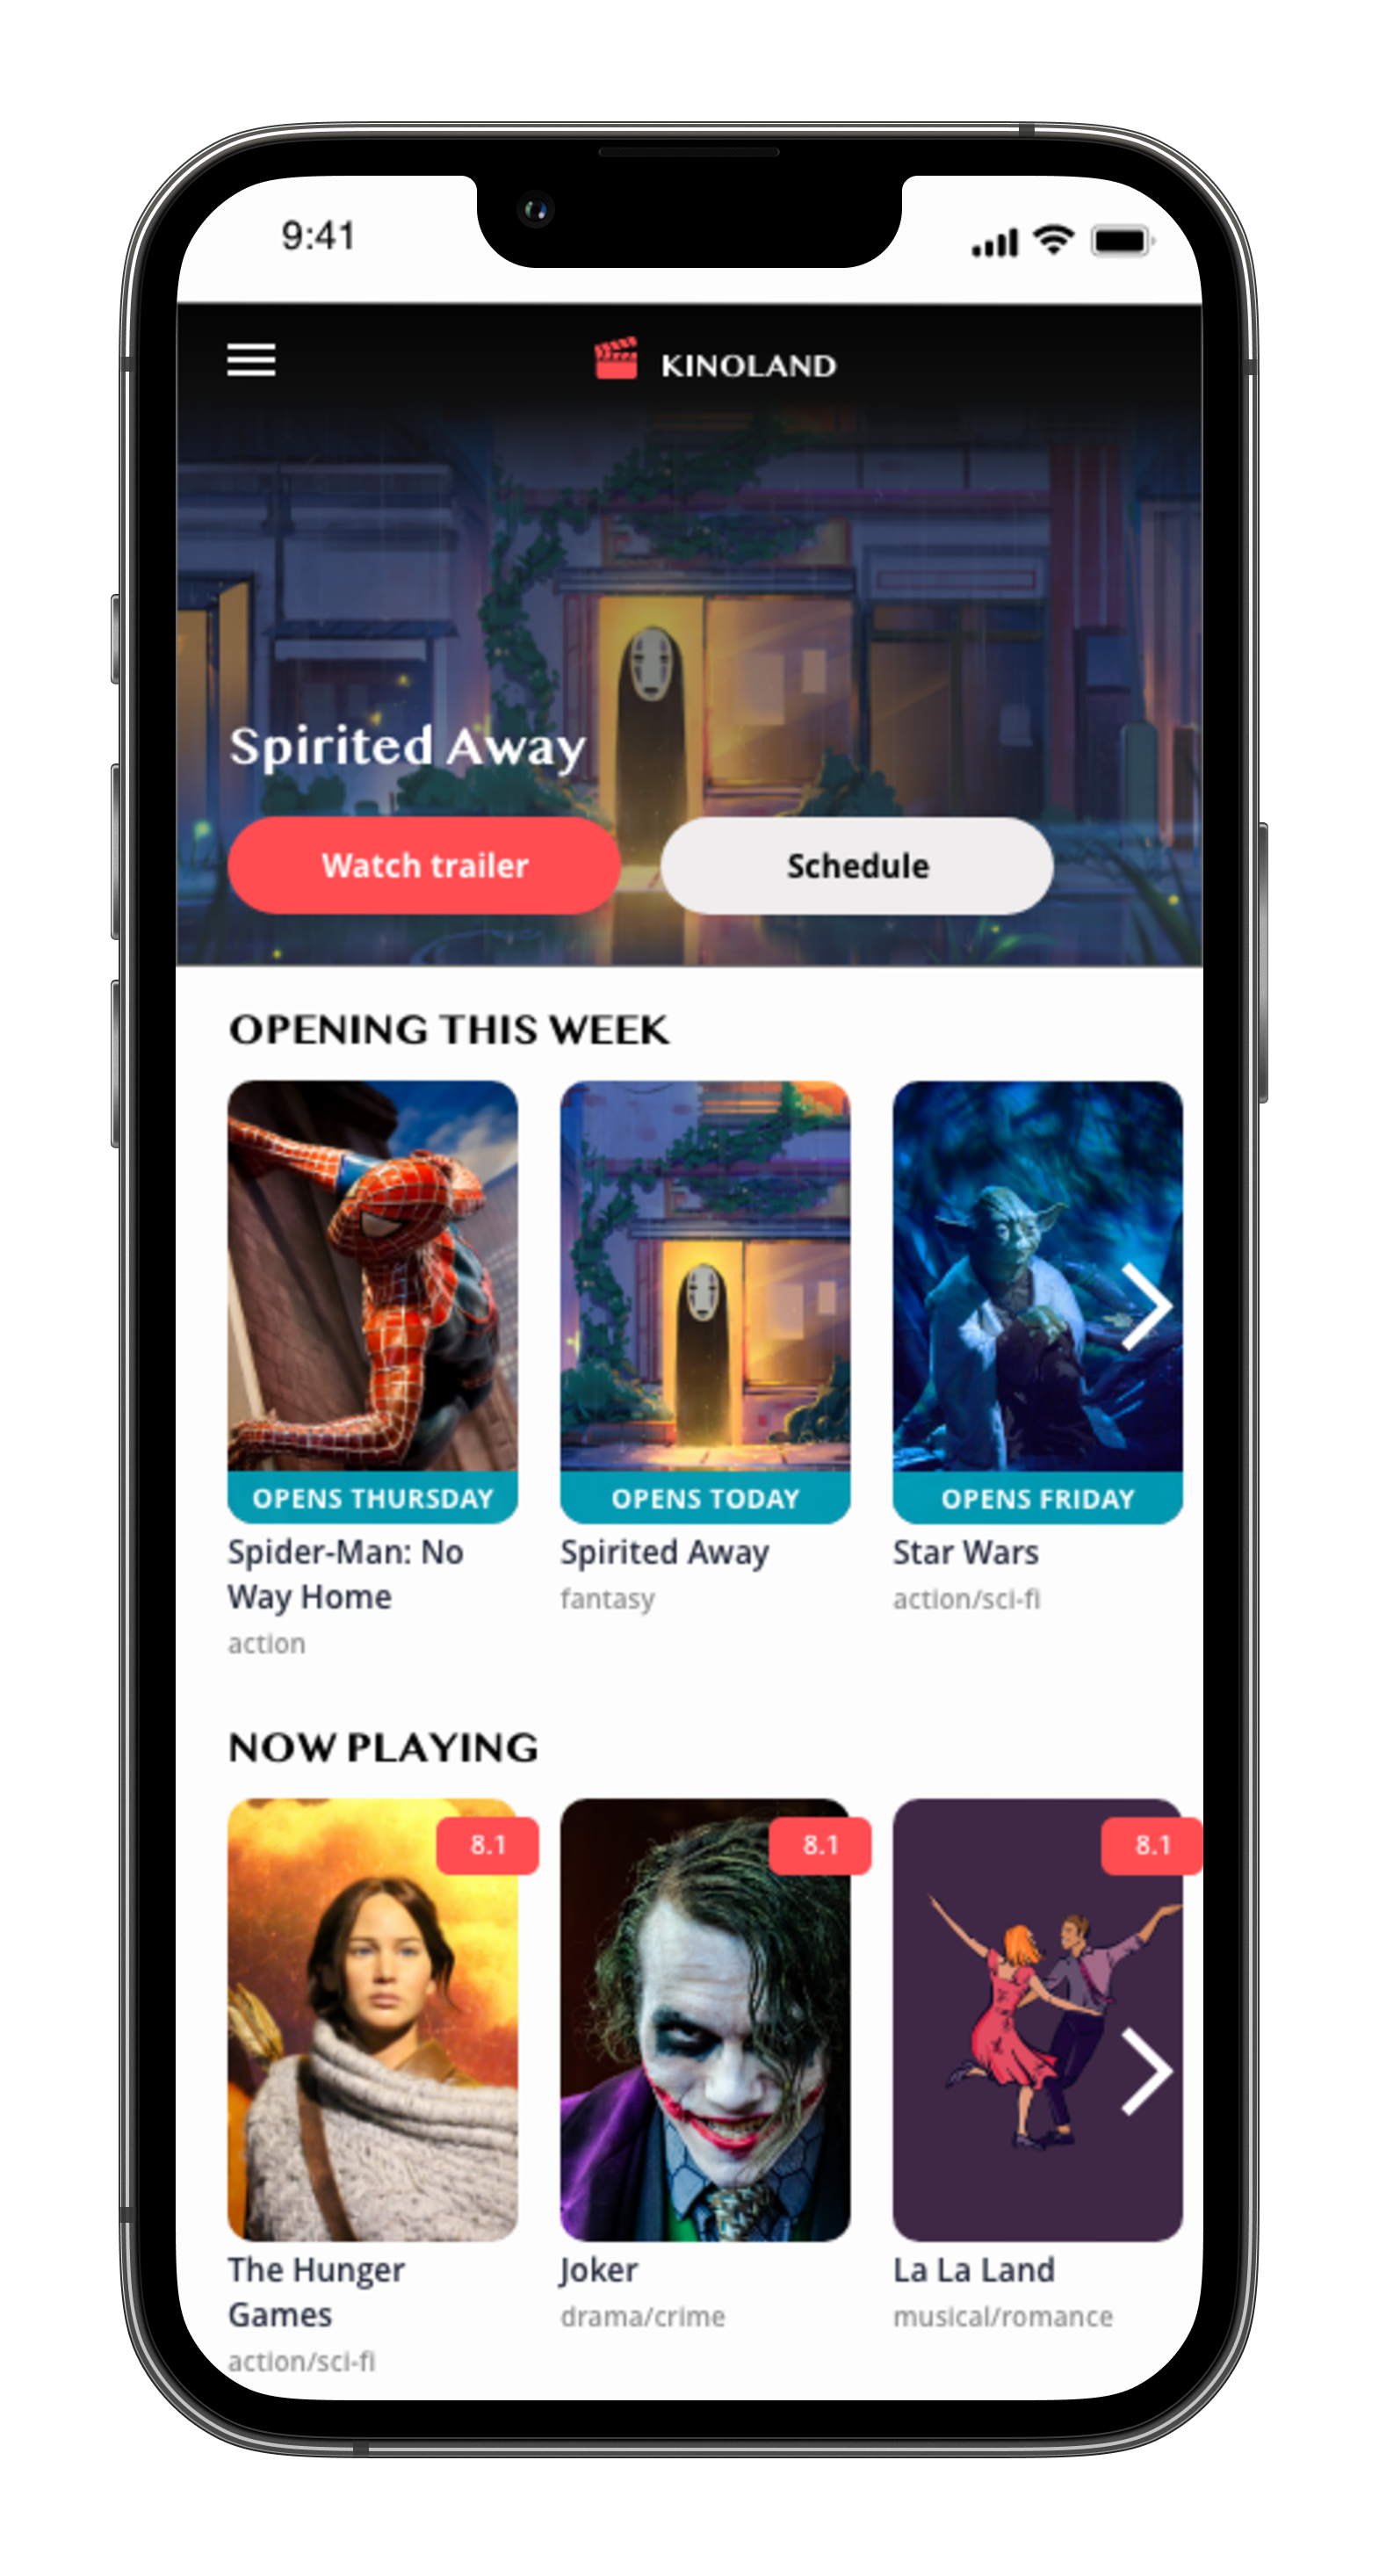 9:41
KINOLAND
Spirited Away
Watch trailer
Schedule
OPENING THIS WEEK
OPENS THURSDAY
OPENS TODAY
OPENS FRIDAY
Spider-Man: No
Way Home
action
Spirited Away
fantasy
Star Wars
action/sci-fi
NOW PLAYING
8.1
8.1
8.1
The Hunger
Games
action/sci-fi
Joker
drama/crime
La La Land
musical/romance